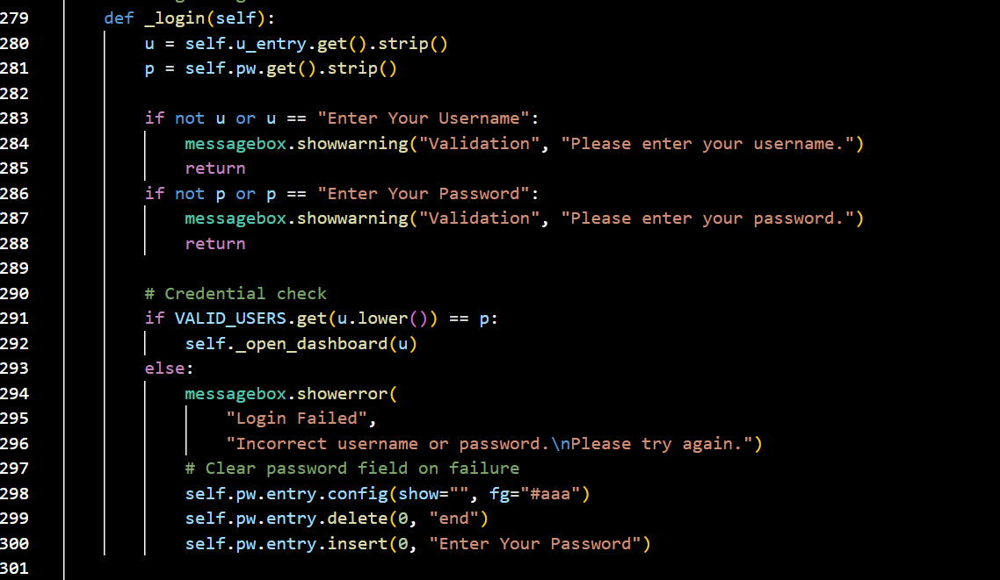 279 def _login(self):
280 u = self.u_entry.get().strip()
281 p = self.pw.get().strip()
282
283 if not u or u == "Enter Your Username":
284 messagebox.showwarning("Validation", "Please enter your username.")
285 return
286 if not p or p == "Enter Your Password":
287 messagebox.showwarning("Validation", "Please enter your password.")
288 return
289
290 # Credential check
291 if VALID_USERS.get(u.lower()) == p:
292 self._open_dashboard(u)
293 else:
294 messagebox.showerror(
295 "Login Failed",
296 "Incorrect username or password.\nPlease try again.")
297 # Clear password field on failure
298 self.pw.entry.config(show="", fg="#aaa")
299 self.pw.entry.delete(0, "end")
300 self.pw.entry.insert(0, "Enter Your Password")
301